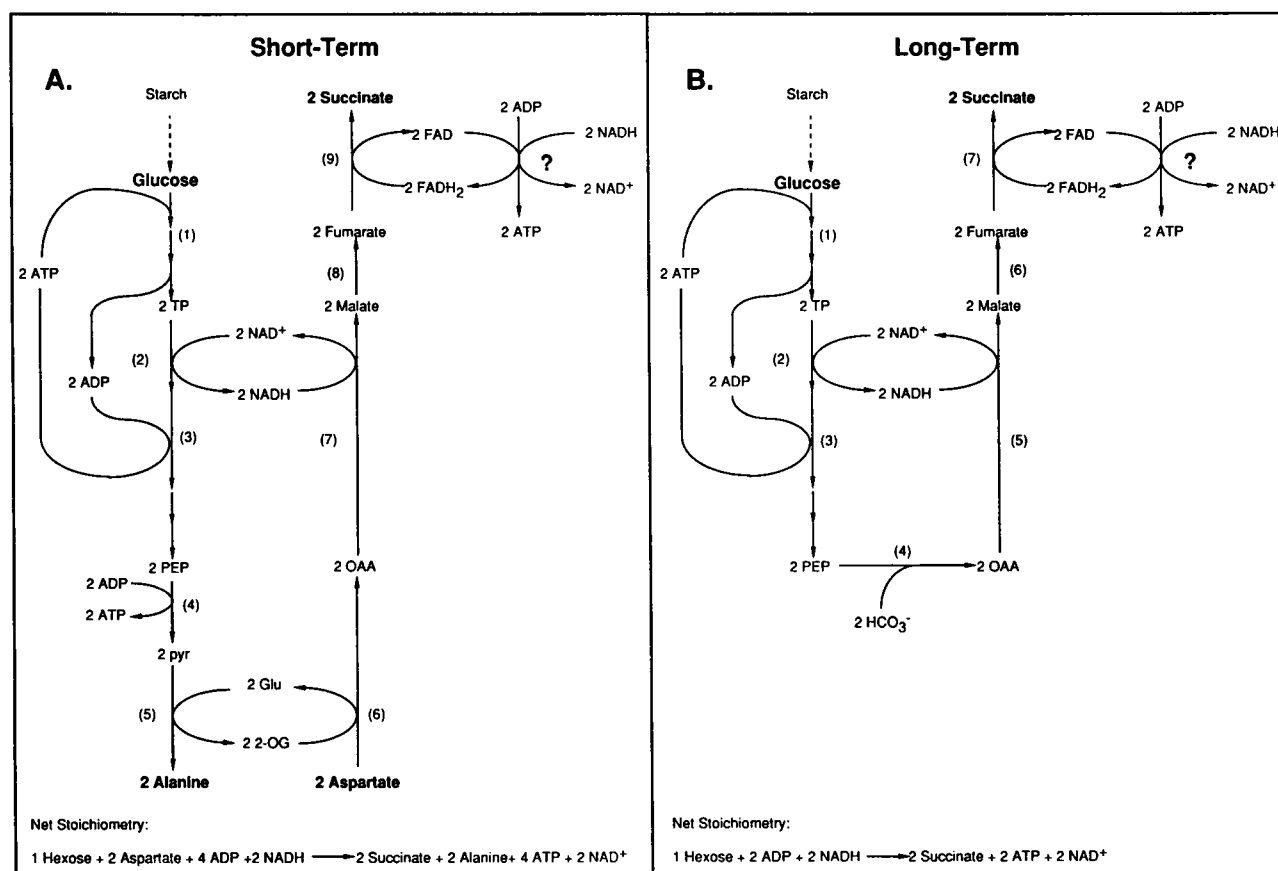 Short-Term
A.
Starch
2 Succinate
2 ADP
2 FAD
2 NADH
(9)
?
Glucose
2 FADH2
2 NAD+
(1)
2 Fumarate
2 ATP
2 ATP
(8)
2 TP
2 Malate
2 NAD+
(2)
2 ADP
2 NADH
(3)
(7)
2 PEP
2 OAA
2 ADP
2 ATP
(4)
2 pyr
2 Glu
(5)
(6)
2 2-OG
2 Alanine
2 Aspartate
Net Stoichiometry:
1 Hexose + 2 Aspartate + 4 ADP +2 NADH → 2 Succinate + 2 Alanine+ 4 ATP + 2 NAD+
Long-Term
B.
Starch
2 Succinate
2 ADP
2 FAD
2 NADH
(7)
?
Glucose
2 FADH2
2 NAD+
(1)
2 Fumarate
2 ATP
2 ATP
(6)
2 TP
2 Malate
2 NAD+
(2)
2 ADP
2 NADH
(3)
(5)
(4)
2 PEP
2 OAA
2 HCO3-
Net Stoichiometry:
1 Hexose + 2 ADP + 2 NADH → 2 Succinate + 2 ATP + 2 NAD+